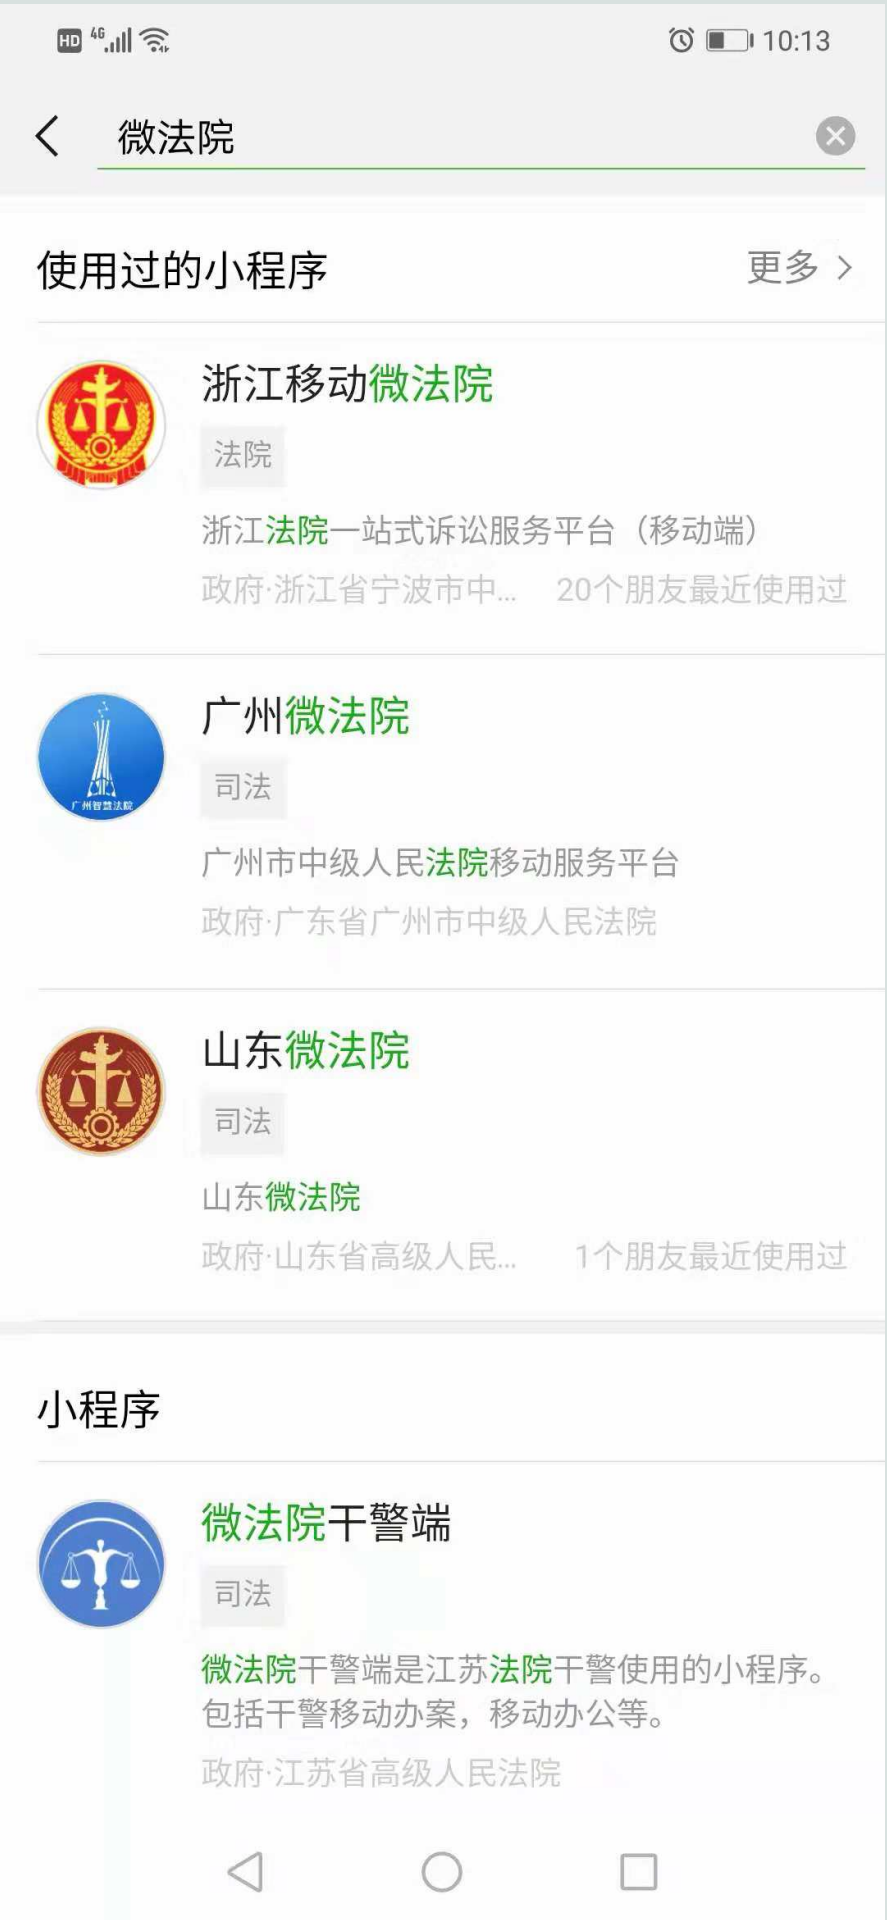 HD 4G 10:13
微法院
使用过的小程序 更多
浙江移动微法院
法院
浙江法院一站式诉讼服务平台（移动端）
政府·浙江省宁波市中... 20个朋友最近使用过
广州微法院
广州智慧法院
司法
广州市中级人民法院移动服务平台
政府·广东省广州市中级人民法院
山东微法院
司法
山东微法院
政府·山东省高级人民... 1个朋友最近使用过
小程序
微法院干警端
司法
微法院干警端是江苏法院干警使用的小程序。
包括干警移动办案，移动办公等。
政府·江苏省高级人民法院